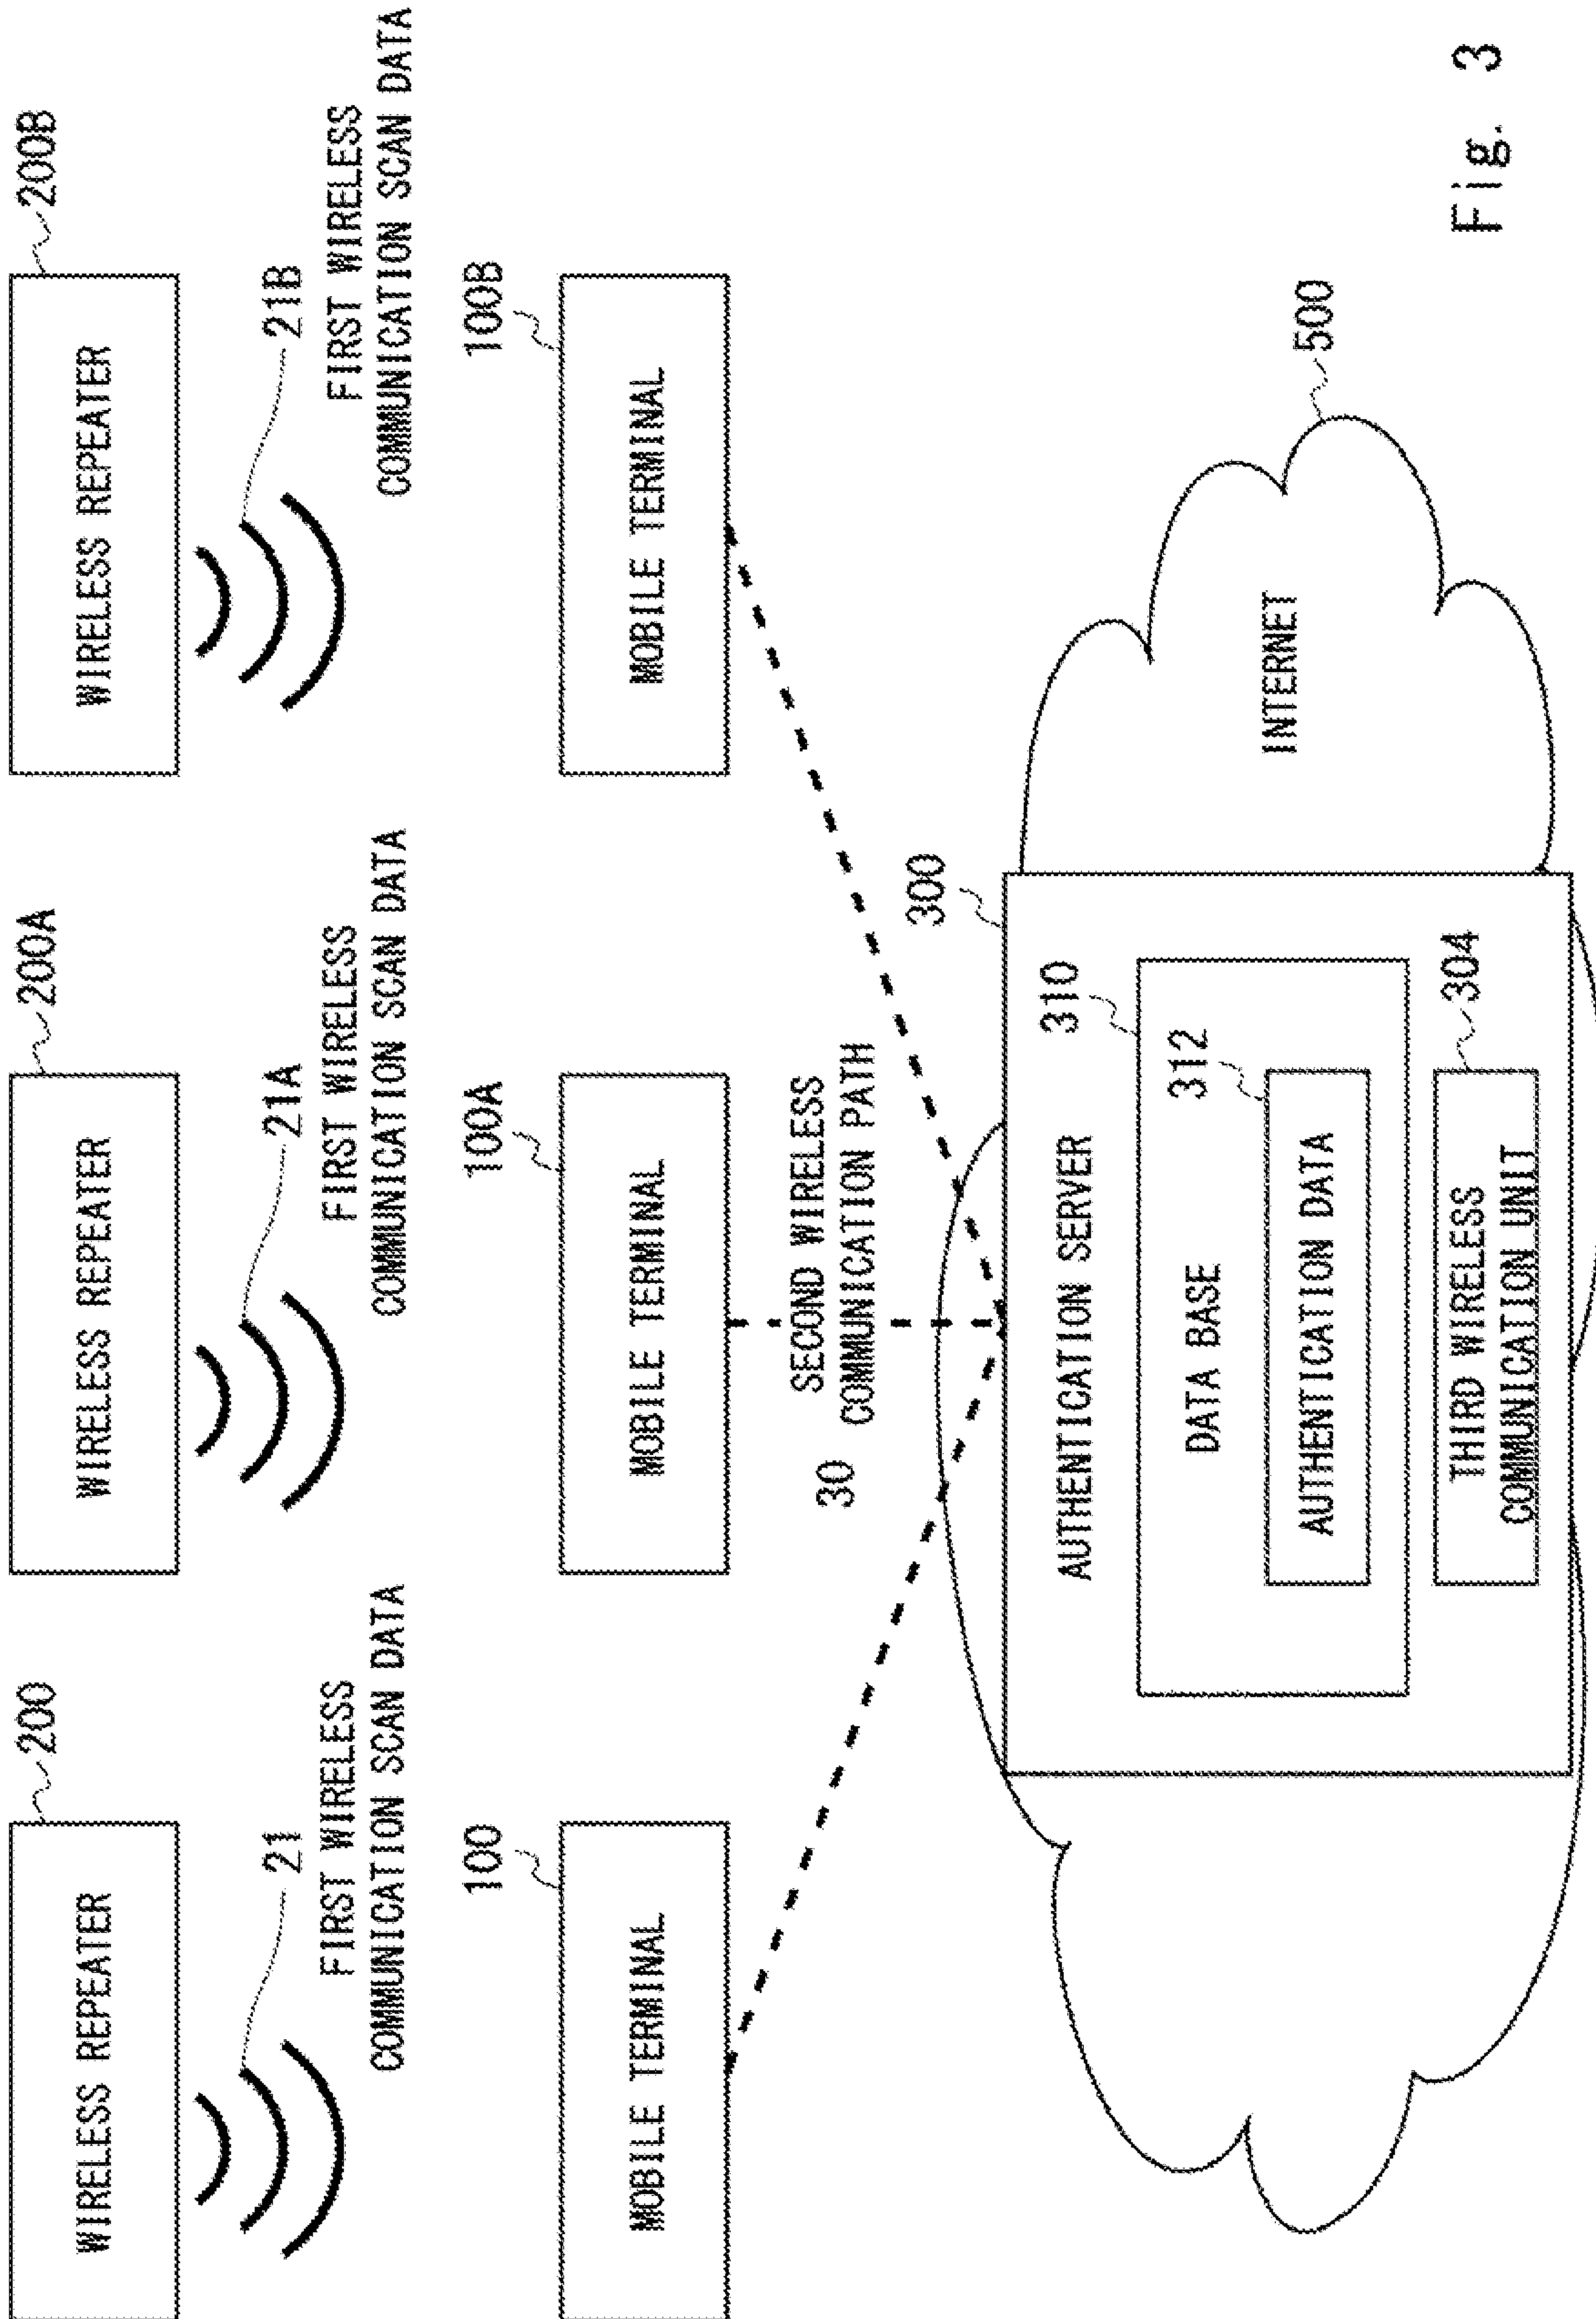 200
WIRELESS REPEATER
21
FIRST WIRELESS
COMMUNICATION SCAN DATA
200A
WIRELESS REPEATER
21A
FIRST WIRELESS
COMMUNICATION SCAN DATA
200B
WIRELESS REPEATER
21B
FIRST WIRELESS
COMMUNICATION SCAN DATA
100
MOBILE TERMINAL
100A
MOBILE TERMINAL
100B
MOBILE TERMINAL
SECOND WIRELESS
30 COMMUNICATION PATH
300
AUTHENTICATION SERVER
310
DATA BASE
312
AUTHENTICATION DATA
304
THIRD WIRELESS
COMMUNICATION UNIT
INTERNET
500
Fig. 3